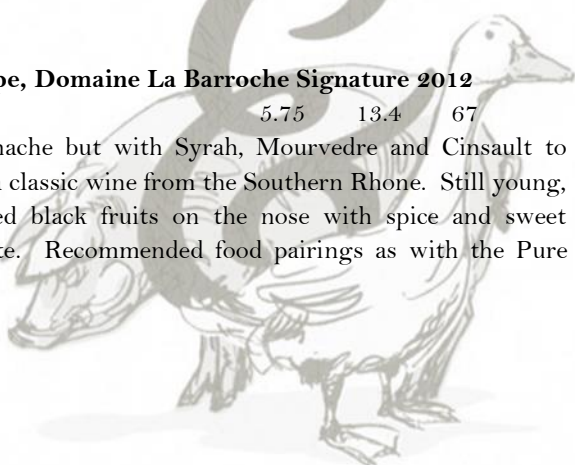 pe, Domaine La Barroche Signature 2012
5.75 13.4 67
nache but with Syrah, Mourvedre and Cinsault to
classic wine from the Southern Rhone. Still young,
ed black fruits on the nose with spice and sweet
te. Recommended food pairings as with the Pure